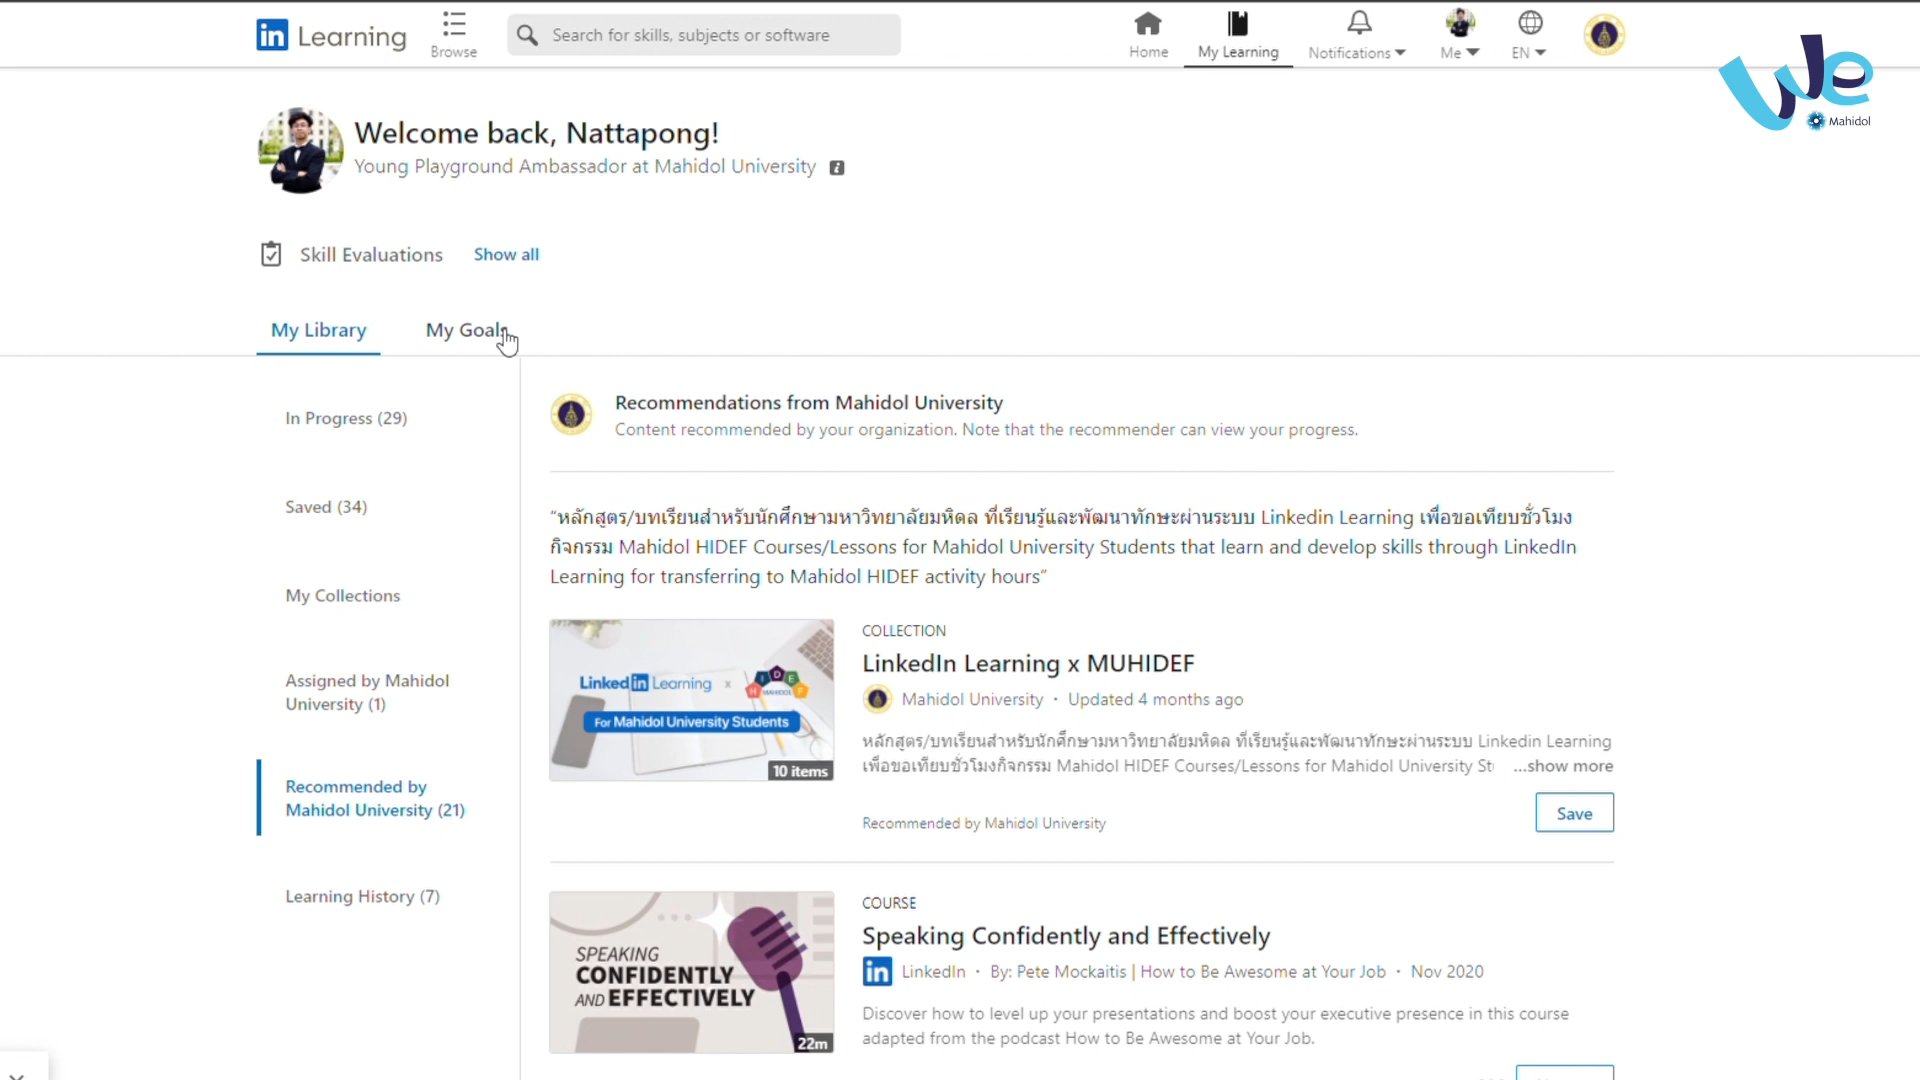 in Learning
Browse
Search for skills, subjects or software
Home
My Learning
Notifications
Me
EN
We
Mahidol
Welcome back, Nattapong!
Young Playground Ambassador at Mahidol University
Skill Evaluations Show all
My Library
My Goals
In Progress (29)
Saved (34)
My Collections
Assigned by Mahidol
University (1)
Recommended by
Mahidol University (21)
Learning History (7)
Recommendations from Mahidol University
Content recommended by your organization. Note that the recommender can view your progress.
“หลักสูตร/บทเรียนสำหรับนักศึกษามหาวิทยาลัยมหิดล ที่เรียนรู้และพัฒนาทักษะผ่านระบบ Linkedin Learning เพื่อขอเทียบชั่วโมง
กิจกรรม Mahidol HIDEF Courses/Lessons for Mahidol University Students that learn and develop skills through LinkedIn
Learning for transferring to Mahidol HIDEF activity hours”
Linked in Learning x HIDEF MAHIDOL
For Mahidol University Students
10 items
COLLECTION
LinkedIn Learning x MUHIDEF
Mahidol University · Updated 4 months ago
หลักสูตร/บทเรียนสำหรับนักศึกษามหาวิทยาลัยมหิดล ที่เรียนรู้และพัฒนาทักษะผ่านระบบ Linkedin Learning
เพื่อขอเทียบชั่วโมงกิจกรรม Mahidol HIDEF Courses/Lessons for Mahidol University St ...show more
Recommended by Mahidol University
Save
SPEAKING
CONFIDENTLY
AND EFFECTIVELY
22m
COURSE
Speaking Confidently and Effectively
in LinkedIn · By: Pete Mockaitis | How to Be Awesome at Your Job · Nov 2020
Discover how to level up your presentations and boost your executive presence in this course
adapted from the podcast How to Be Awesome at Your Job.